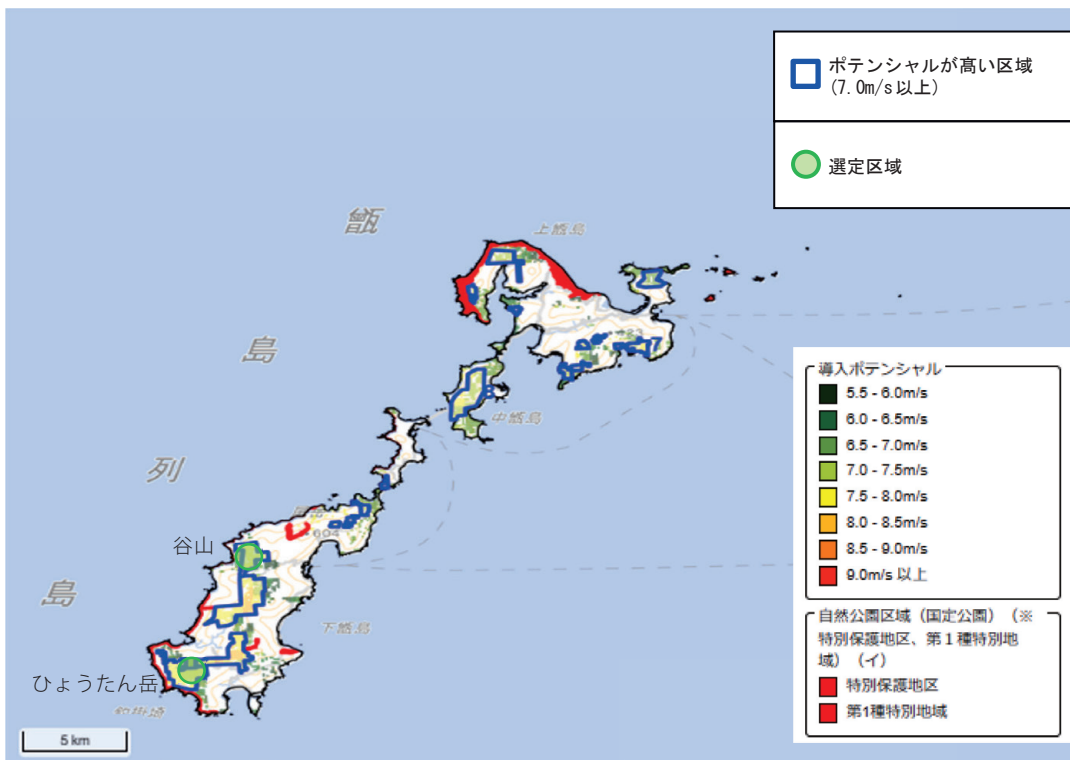 ポテンシャルが高い区域
(7.0m/s以上)
選定区域
甑
島
列
島
上甑島
中甑島
下甑島
604
谷山
ひょうたん岳
釣掛埼
5 km
導入ポテンシャル
5.5 - 6.0m/s
6.0 - 6.5m/s
6.5 - 7.0m/s
7.0 - 7.5m/s
7.5 - 8.0m/s
8.0 - 8.5m/s
8.5 - 9.0m/s
9.0m/s 以上
自然公園区域（国定公園）（※
特別保護地区、第１種特別地
域）（イ）
特別保護地区
第1種特別地域